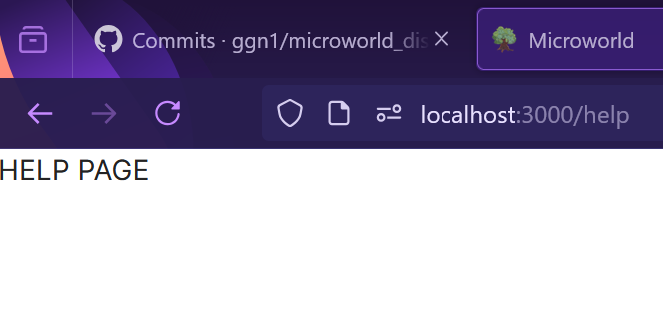 Commits · ggn1/microworld_dis
Microworld
localhost:3000/help
HELP PAGE